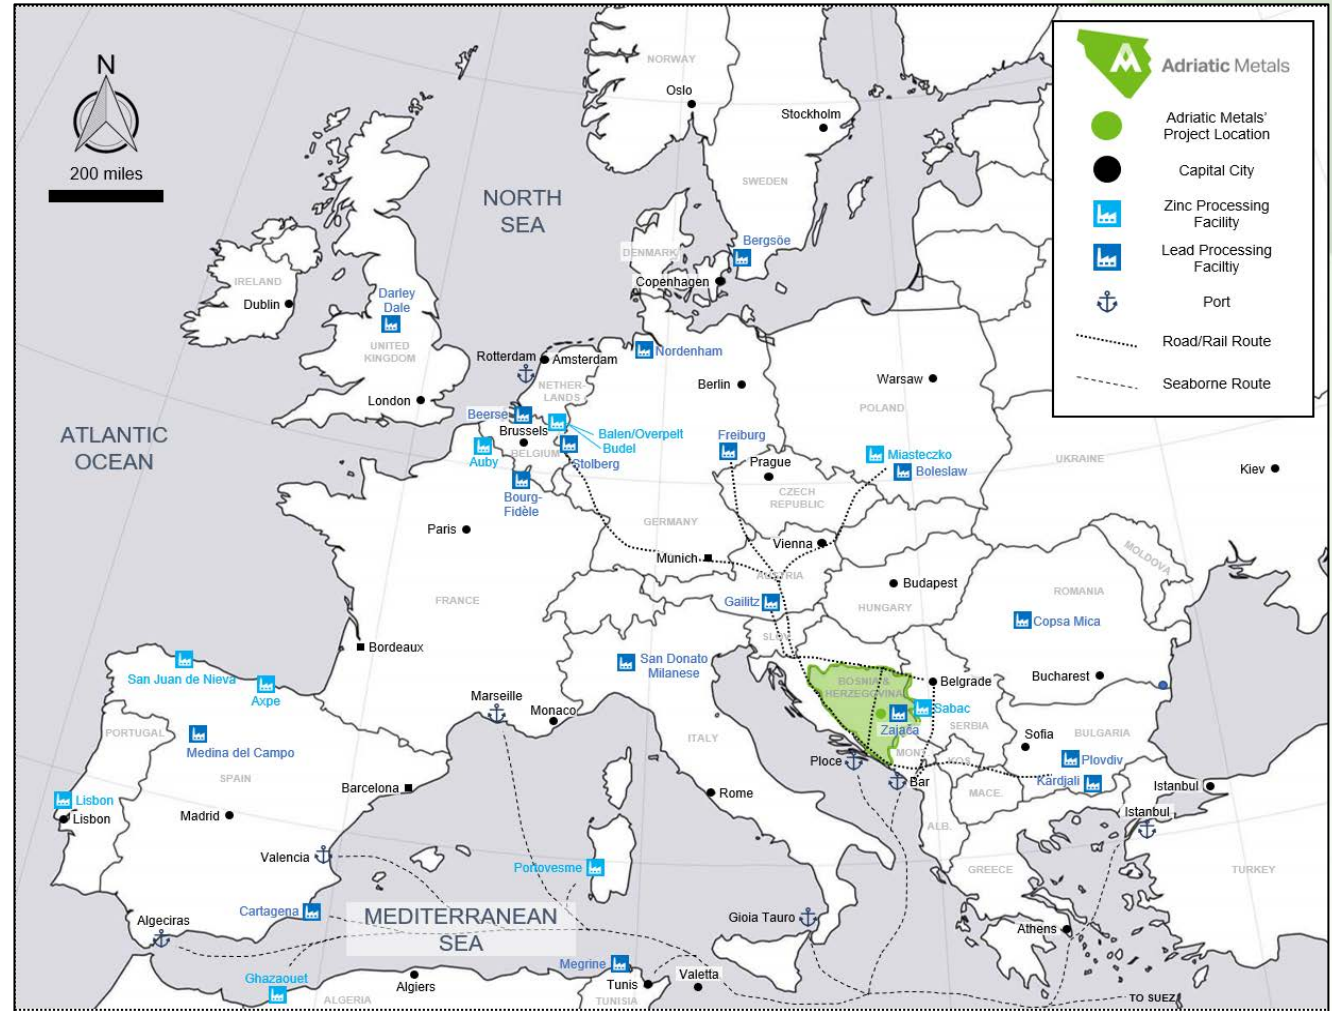 N
200 miles
Adriatic Metals
Adriatic Metals'
Project Location
Capital City
Zinc Processing
Facility
Lead Processing
Faciltiy
Port
Road/Rail Route
Seaborne Route
NORWAY
Oslo
Stockholm
SWEDEN
NORTH
SEA
Bergsöe
DENMARK
Copenhagen
IRELAND
Dublin
Darley
Dale
UNITED
KINGDOM
London
Rotterdam
Amsterdam
Nordenham
NETHER-
LANDS
Berlin
Warsaw
POLAND
ATLANTIC
OCEAN
Beerse
Brussels
BELGIUM
Auby
Balen/Overpelt
Budel
Stolberg
Freiburg
Prague
Miasteczko
Boleslaw
UKRAINE
Kiev
Bourg-
Fidèle
CZECH
REPUBLIC
Paris
GERMANY
Munich
Vienna
AUSTRIA
MOLDOVA
Budapest
HUNGARY
ROMANIA
FRANCE
Gailitz
Copsa Mica
SLOV.
Bordeaux
San Donato
Milanese
San Juan de Nieva
Axpe
BOSNIA &
HERZEGOVINA
Belgrade
Bucharest
Marseille
Monaco
Sabac
SERBIA
Zajača
PORTUGAL
Medina del Campo
ITALY
Sofia
BULGARIA
MON.
KOS.
Plovdiv
Ploce
Bar
Kardjali
SPAIN
Barcelona
Istanbul
Rome
MACE.
Istanbul
Lisbon
Lisbon
Madrid
ALB.
Valencia
Portovesme
GREECE
TURKEY
Cartagena
MEDITERRANEAN
SEA
Algeciras
Gioia Tauro
Athens
Megrine
Ghazaouet
Algiers
Tunis
Valetta
ALGERIA
TUNISIA
TO SUEZ